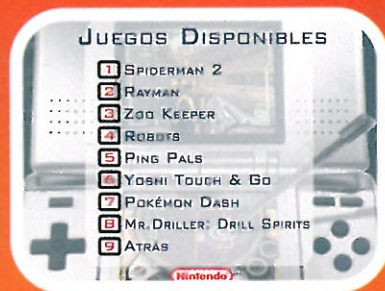 JUEGOS DISPONIBLES
1 SPIDERMAN 2
2 RAYMAN
3 ZOO KEEPER
4 ROBOTS
5 PING PALS
6 YOSHI TOUCH & GO
7 POKÉMON DASH
8 MR.DRILLER: DRILL SPIRITS
9 ATRÁS
Nintendo